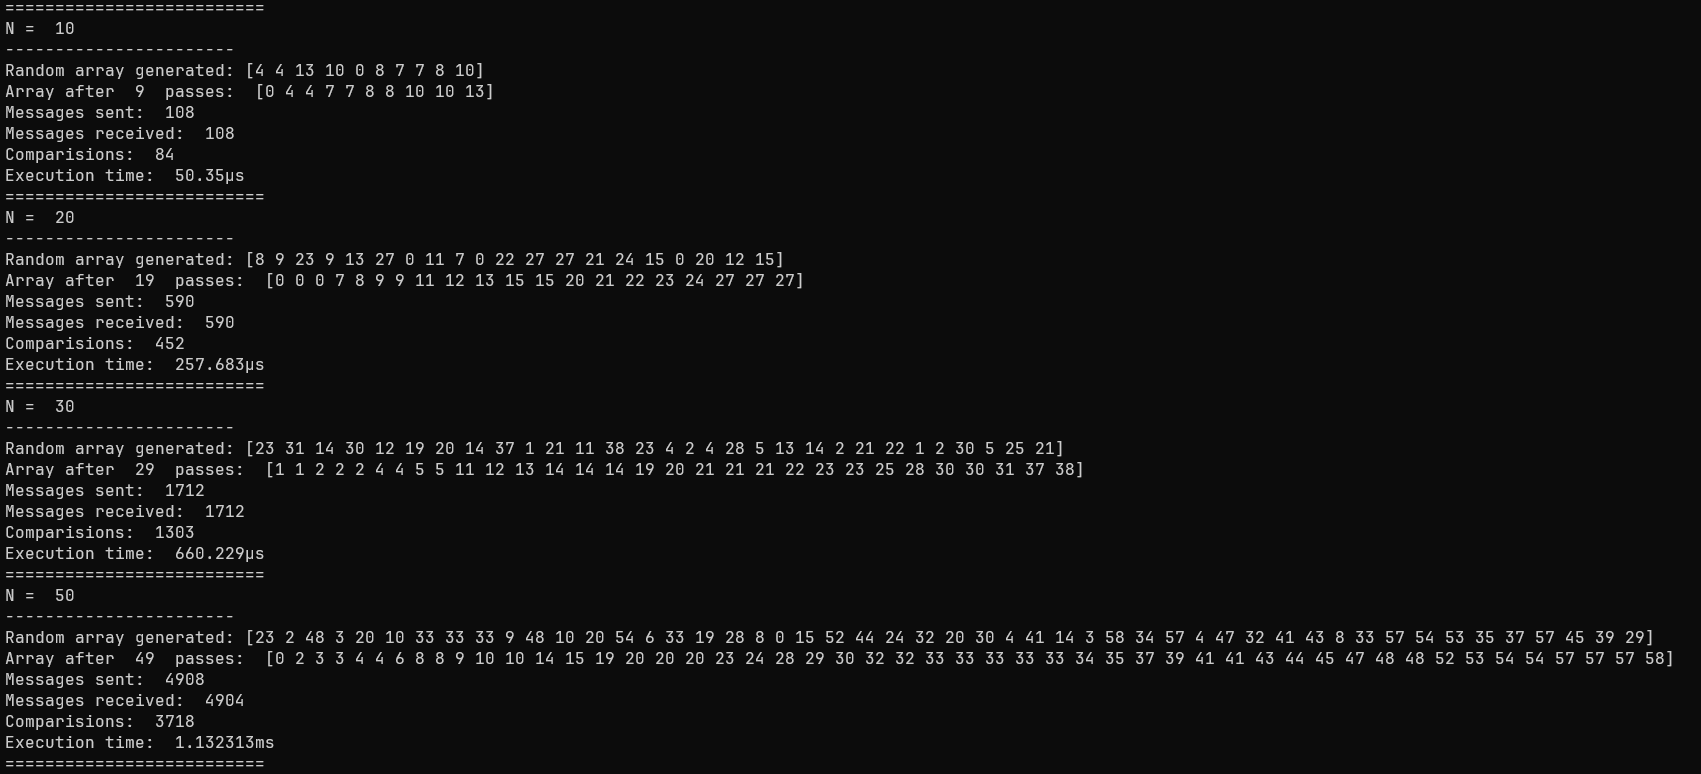 ==========================
N =  10
-----------------------
Random array generated: [4 4 13 10 0 8 7 7 8 10]
Array after  9  passes:  [0 4 4 7 7 8 8 10 10 13]
Messages sent:  108
Messages received:  108
Comparisions:  84
Execution time:  50.35µs
==========================
N =  20
-----------------------
Random array generated: [8 9 23 9 13 27 0 11 7 0 22 27 27 21 24 15 0 20 12 15]
Array after  19  passes:  [0 0 0 7 8 9 9 11 12 13 15 15 20 21 22 23 24 27 27 27]
Messages sent:  590
Messages received:  590
Comparisions:  452
Execution time:  257.683µs
==========================
N =  30
-----------------------
Random array generated: [23 31 14 30 12 19 20 14 37 1 21 11 38 23 4 2 4 28 5 13 14 2 21 22 1 2 30 5 25 21]
Array after  29  passes:  [1 1 2 2 2 4 4 5 5 11 12 13 14 14 14 19 20 21 21 21 22 23 23 25 28 30 30 31 37 38]
Messages sent:  1712
Messages received:  1712
Comparisions:  1303
Execution time:  660.229µs
==========================
N =  50
-----------------------
Random array generated: [23 2 48 3 20 10 33 33 33 9 48 10 20 54 6 33 19 28 8 0 15 52 44 24 32 20 30 4 41 14 3 58 34 57 4 47 32 41 43 8 33 57 54 53 35 37 57 45 39 29]
Array after  49  passes:  [0 2 3 3 4 4 6 8 8 9 10 10 14 15 19 20 20 20 23 24 28 29 30 32 32 33 33 33 33 33 34 35 37 39 41 41 43 44 45 47 48 48 52 53 54 54 57 57 57 58]
Messages sent:  4908
Messages received:  4904
Comparisions:  3718
Execution time:  1.132313ms
==========================